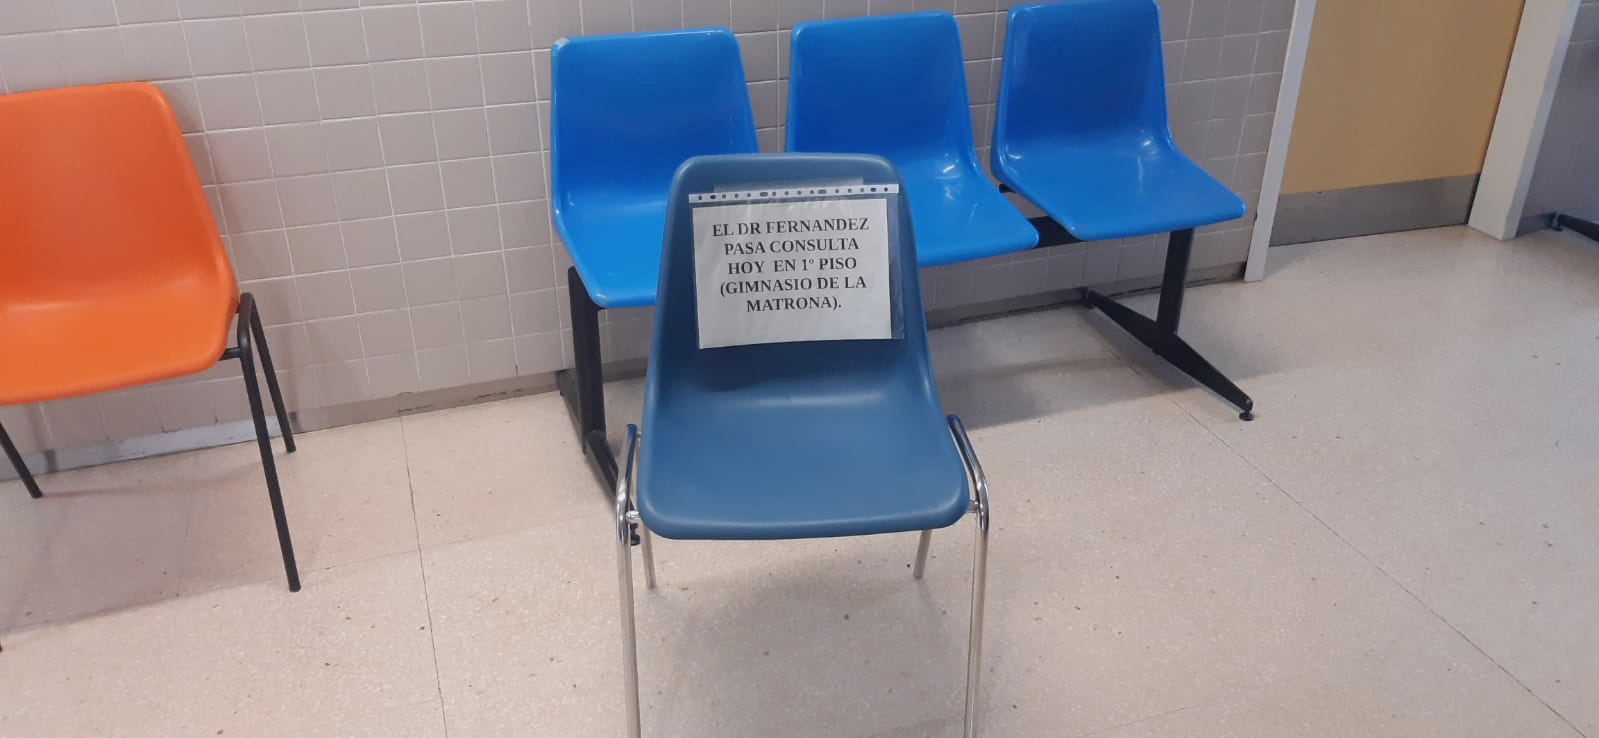 EL DR FERNANDEZ
PASA CONSULTA
HOY EN 1º PISO
(GIMNASIO DE LA
MATRONA).